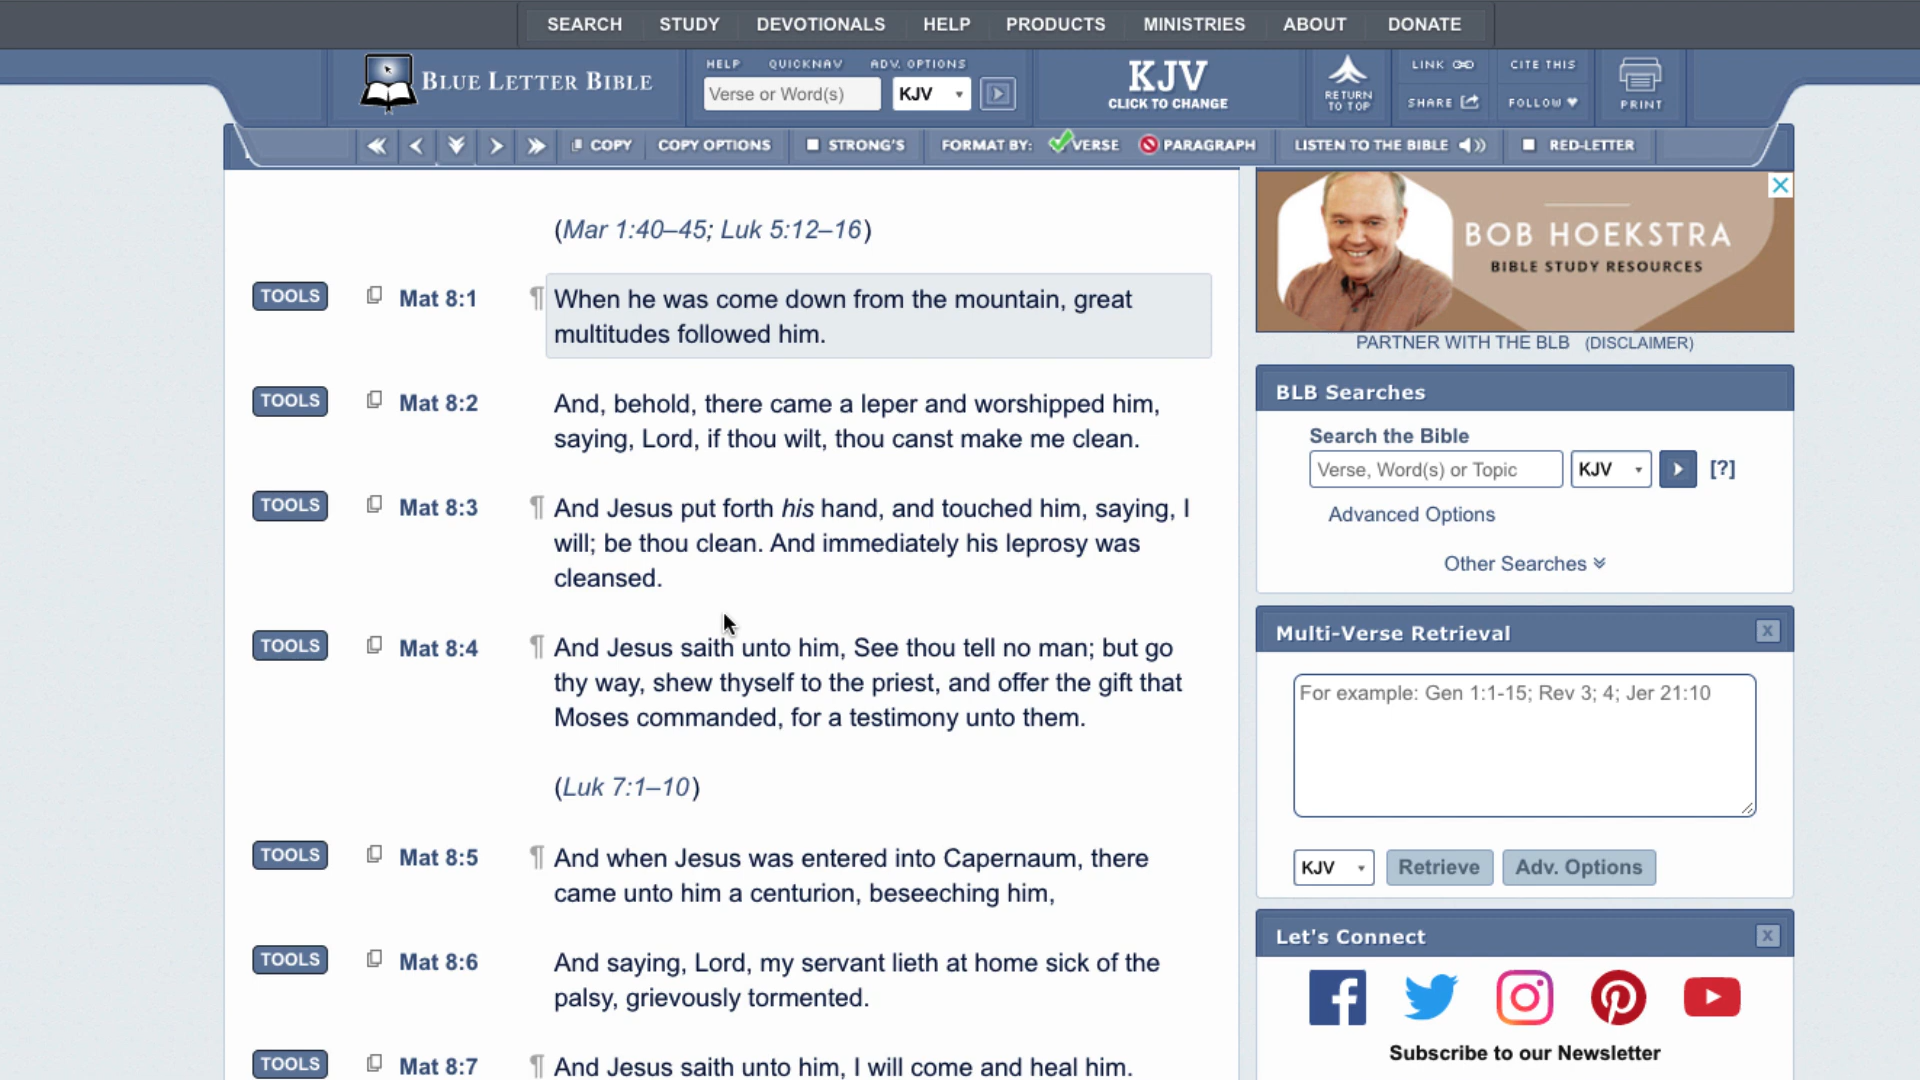 SEARCH STUDY DEVOTIONALS HELP PRODUCTS MINISTRIES ABOUT DONATE
BLUE LETTER BIBLE
HELP QUICKNAV ADV. OPTIONS
Verse or Word(s) KJV
KJV
CLICK TO CHANGE
RETURN
TO TOP
LINK
SHARE
CITE THIS
FOLLOW
PRINT
COPY COPY OPTIONS STRONG'S FORMAT BY: VERSE PARAGRAPH LISTEN TO THE BIBLE RED-LETTER
(Mar 1:40–45; Luk 5:12–16)
TOOLS Mat 8:1 ¶ When he was come down from the mountain, great
multitudes followed him.
TOOLS Mat 8:2 And, behold, there came a leper and worshipped him,
saying, Lord, if thou wilt, thou canst make me clean.
TOOLS Mat 8:3 ¶ And Jesus put forth his hand, and touched him, saying, I
will; be thou clean. And immediately his leprosy was
cleansed.
TOOLS Mat 8:4 ¶ And Jesus saith unto him, See thou tell no man; but go
thy way, shew thyself to the priest, and offer the gift that
Moses commanded, for a testimony unto them.
(Luk 7:1–10)
TOOLS Mat 8:5 ¶ And when Jesus was entered into Capernaum, there
came unto him a centurion, beseeching him,
TOOLS Mat 8:6 And saying, Lord, my servant lieth at home sick of the
palsy, grievously tormented.
TOOLS Mat 8:7 ¶ And Jesus saith unto him, I will come and heal him.
BOB HOEKSTRA
BIBLE STUDY RESOURCES
PARTNER WITH THE BLB (DISCLAIMER)
BLB Searches
Search the Bible
Verse, Word(s) or Topic KJV [?]
Advanced Options
Other Searches
Multi-Verse Retrieval X
For example: Gen 1:1-15; Rev 3; 4; Jer 21:10
KJV Retrieve Adv. Options
Let's Connect X
Subscribe to our Newsletter